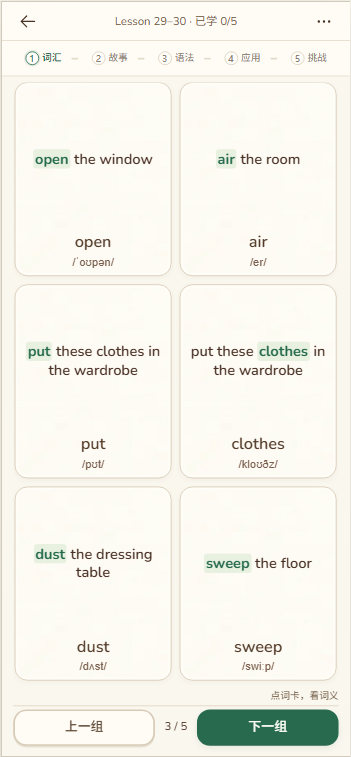 Lesson 29–30 · 已学 0/5
1 词汇 – 2 故事 – 3 语法 – 4 应用 – 5 挑战
open the window
open
/ˈoʊpən/
air the room
air
/er/
put these clothes in
the wardrobe
put
/pʊt/
put these clothes in
the wardrobe
clothes
/kloʊðz/
dust the dressing
table
dust
/dʌst/
sweep the floor
sweep
/swiːp/
点词卡，看词义
上一组
3 / 5
下一组